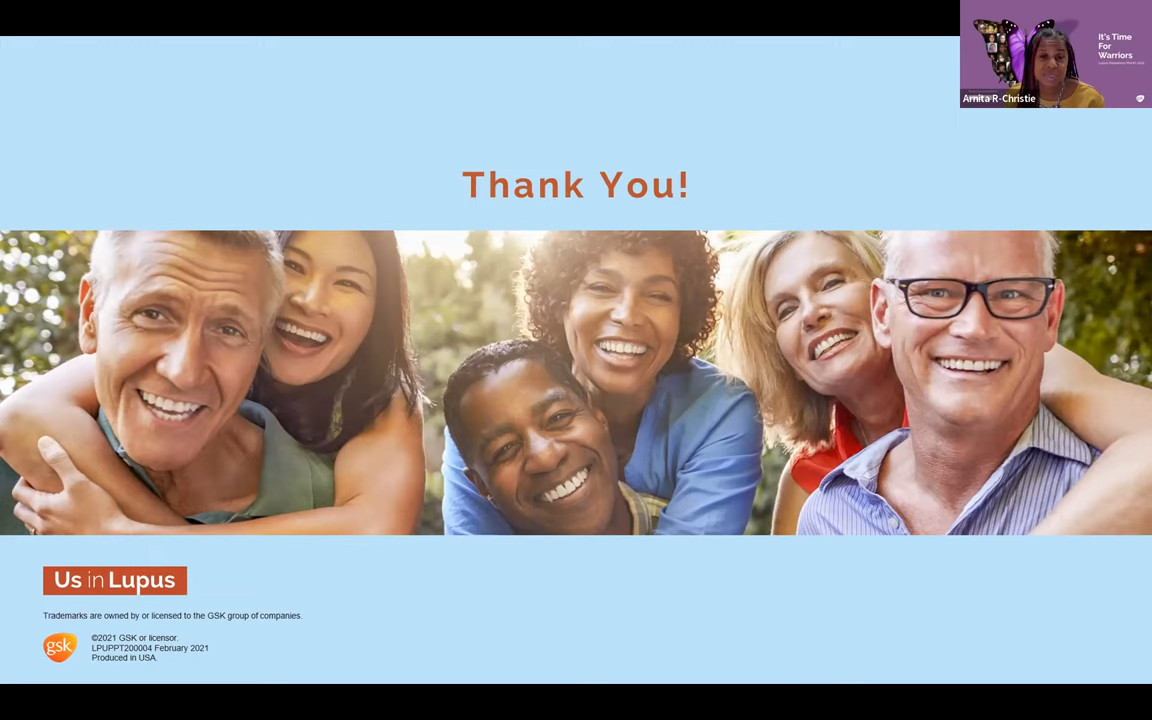 It's Time
For
Warriors
Arnita R-Christie
Thank You!
Us in Lupus
Trademarks are owned by or licensed to the GSK group of companies.
gsk
©2021 GSK or licensor.
LPUPPT200004 February 2021
Produced in USA.